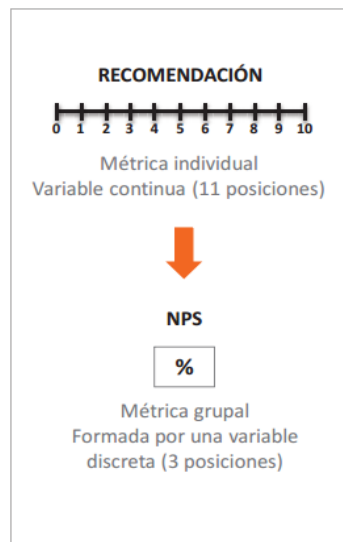 RECOMENDACIÓN
0 1 2 3 4 5 6 7 8 9 10
Métrica individual
Variable continua (11 posiciones)
NPS
%
Métrica grupal
Formada por una variable
discreta (3 posiciones)